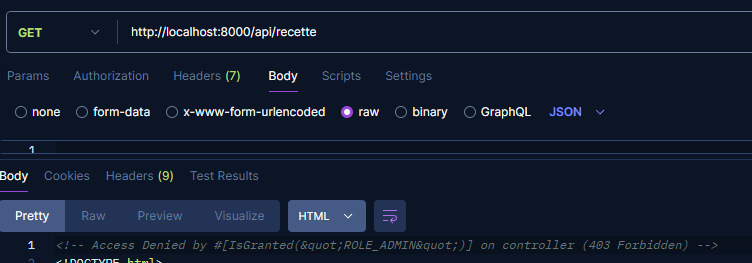 GET http://localhost:8000/api/recette
Params Authorization Headers (7) Body Scripts Settings
none form-data x-www-form-urlencoded raw binary GraphQL JSON
1
Body Cookies Headers (9) Test Results
Pretty Raw Preview Visualize HTML
1 <!-- Access Denied by #[IsGranted(&quot;ROLE_ADMIN&quot;)] on controller (403 Forbidden) -->
2 <!DOCTYPE html>